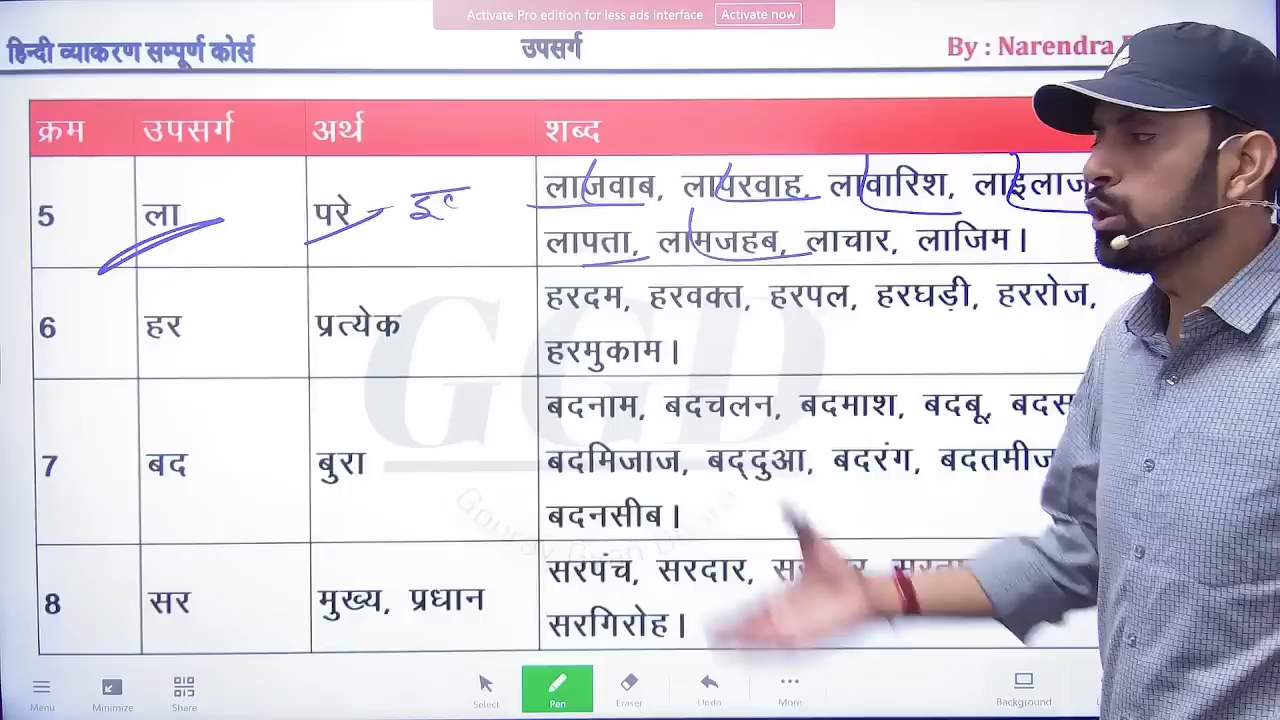 Activate Pro edition for less ads interface Activate now
हिन्दी व्याकरण सम्पूर्ण कोर्स उपसर्ग By : Narendra
क्रम उपसर्ग अर्थ शब्द
5 ला परे लाजवाब, लापरवाह, लावारिश, लाइलाज
लापता, लामजहब, लाचार, लाजिम।
6 हर प्रत्येक हरदम, हरवक्त, हरपल, हरघड़ी, हररोज,
हरमुकाम।
7 बद बुरा बदनाम, बदचलन, बदमाश, बदबू, बदस
बदमिजाज, बद्दुआ, बदरंग, बदतमीज
बदनसीब।
8 सर मुख्य, प्रधान सरपंच, सरदार,
सरगिरोह।
GGD
Menu Minimize Share Select Pen Eraser Undo More Background